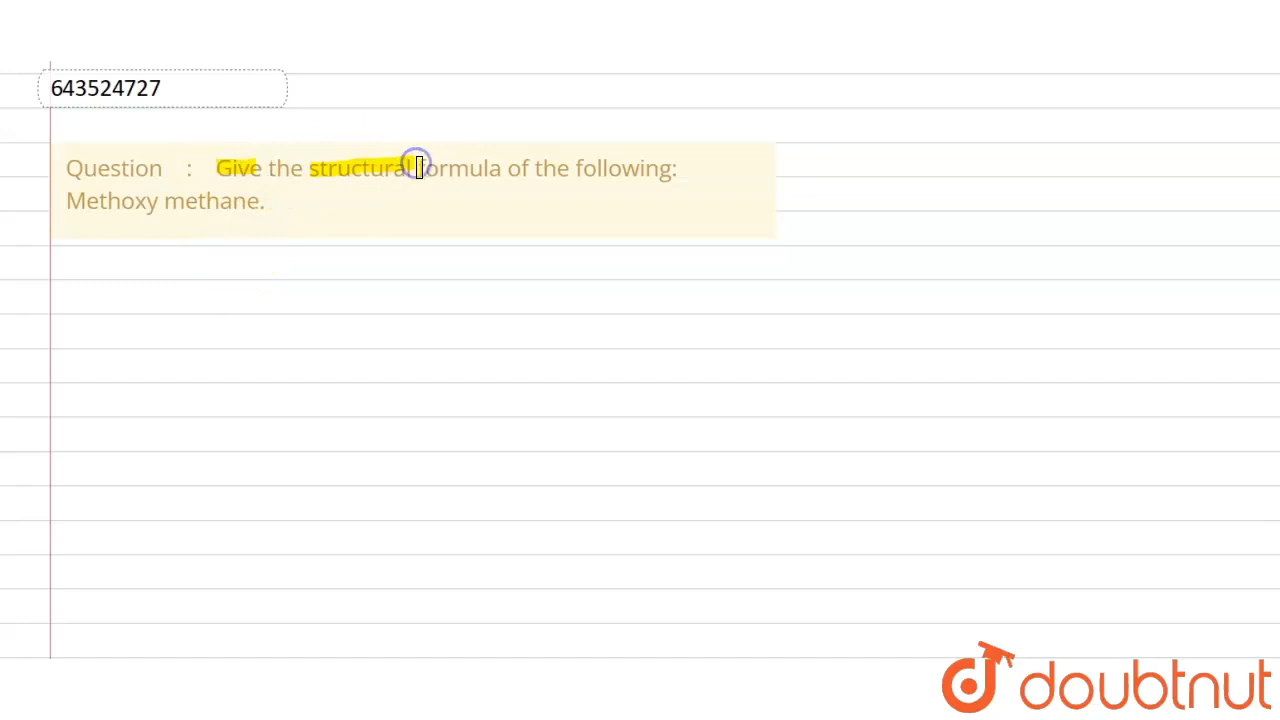 643524727
Question : Give the structural formula of the following:
Methoxy methane.
doubtnut